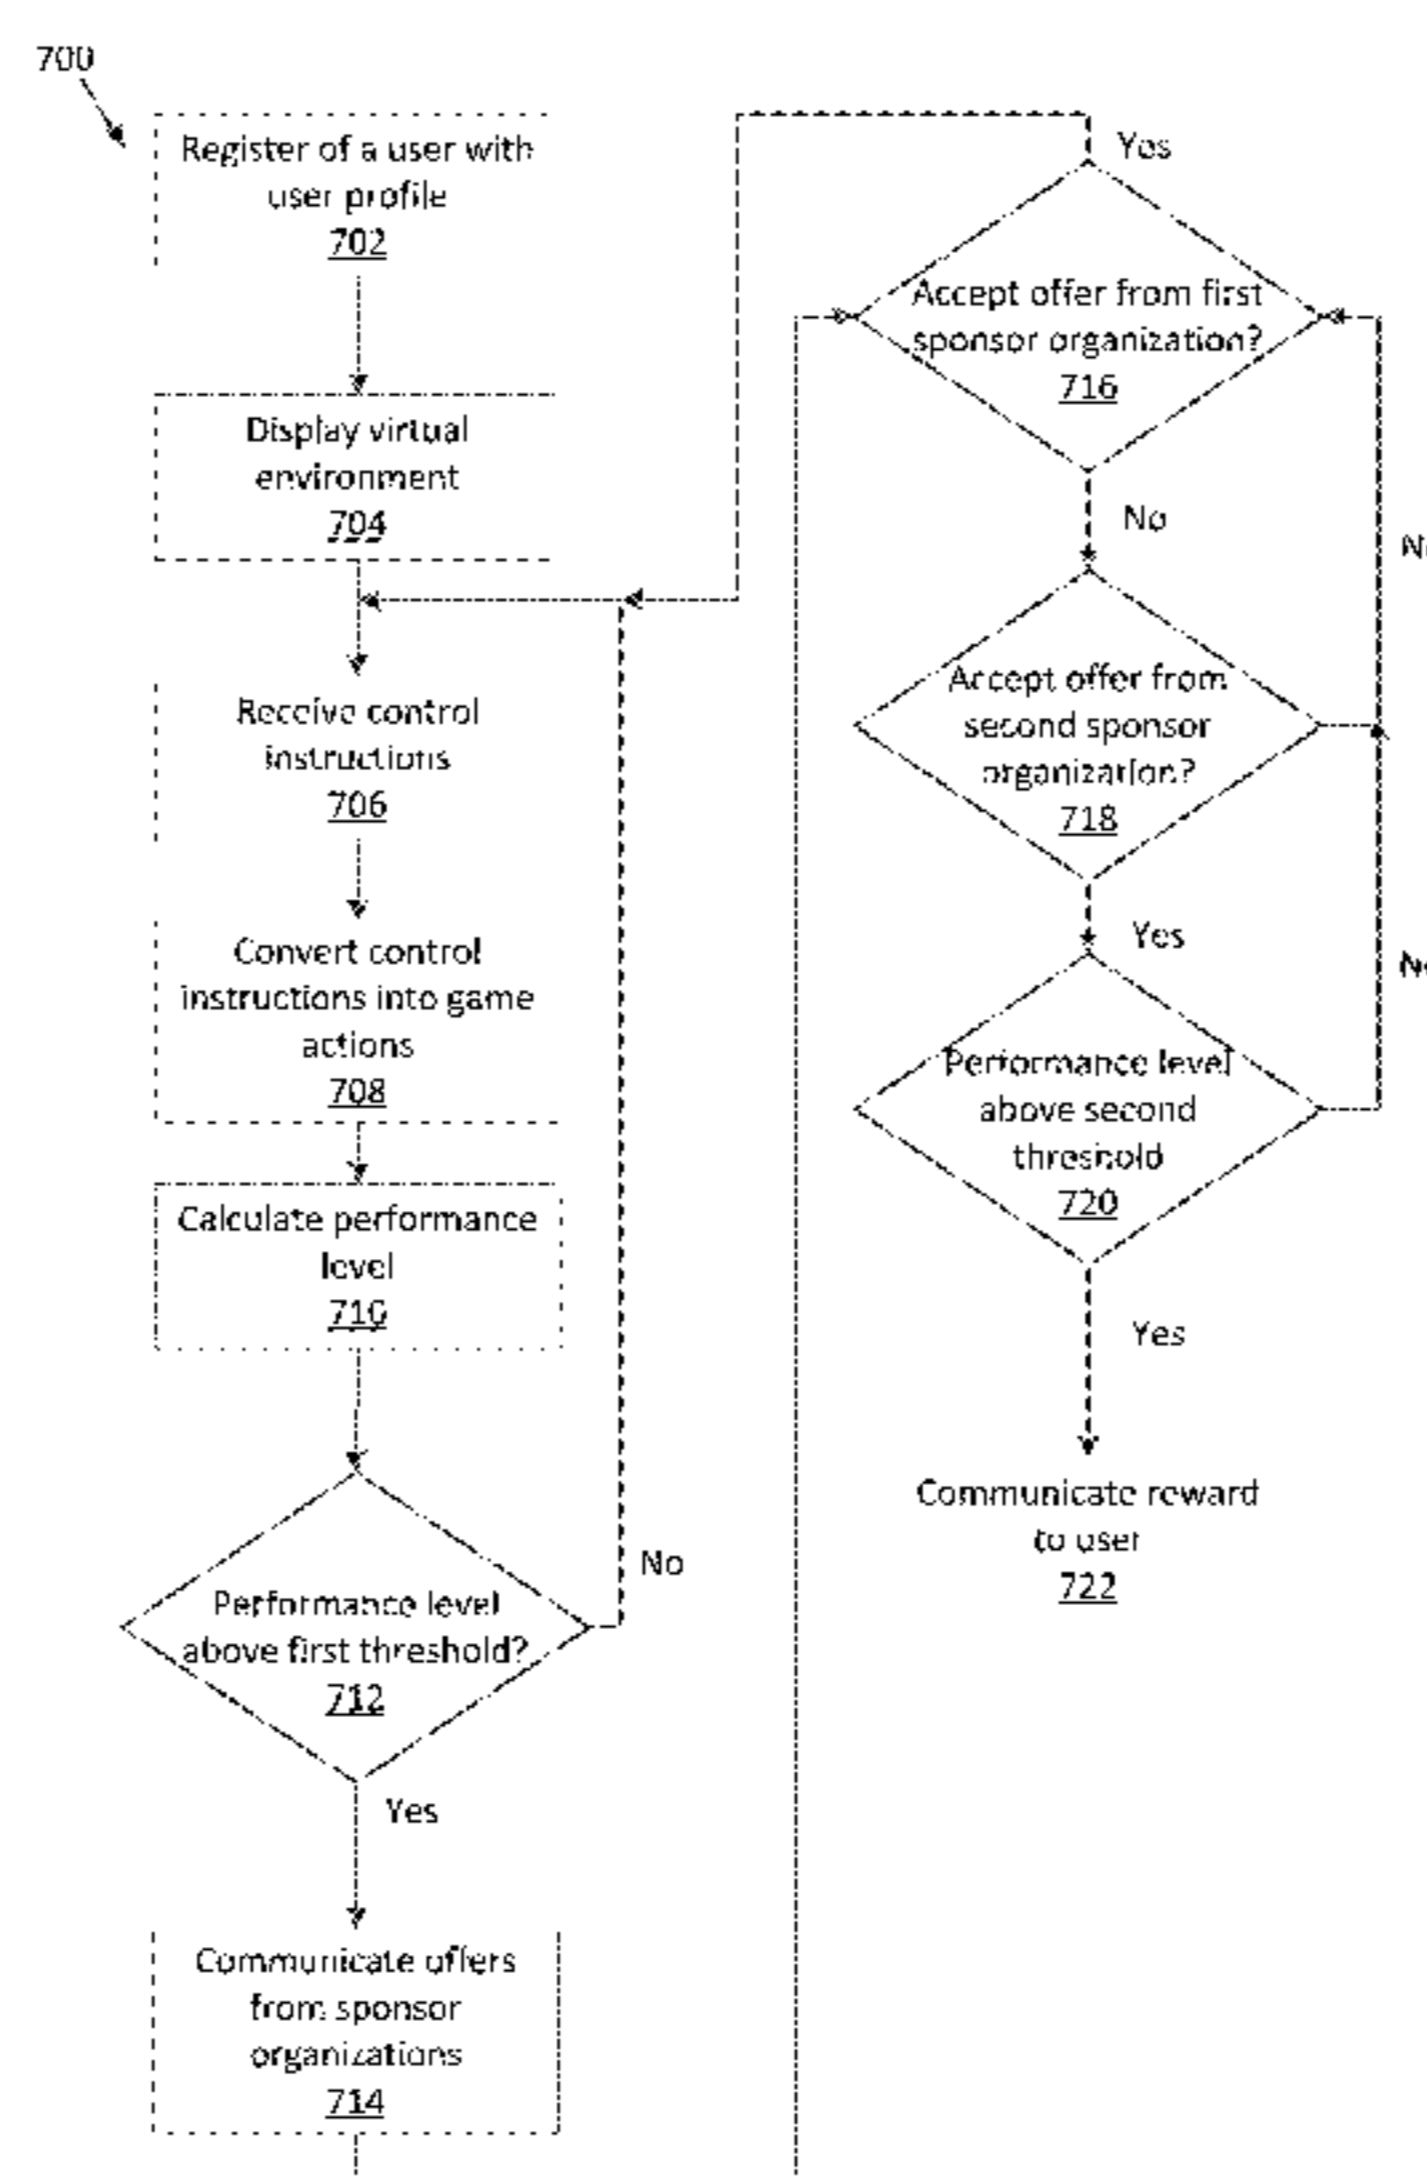 700
Register of a user with
user profile
702
Display virtual
environment
704
Receive control
instructions
706
Convert control
instructions into game
actions
708
Calculate performance
level
710
No
Performance level
above first threshold?
712
Yes
Communicate offers
from sponsor
organizations
714
Yes
Accept offer from first
sponsor organization?
716
No
Accept offer from
second sponsor
organization?
718
Yes
Performance level
above second
threshold
720
Yes
Communicate reward
to user
722